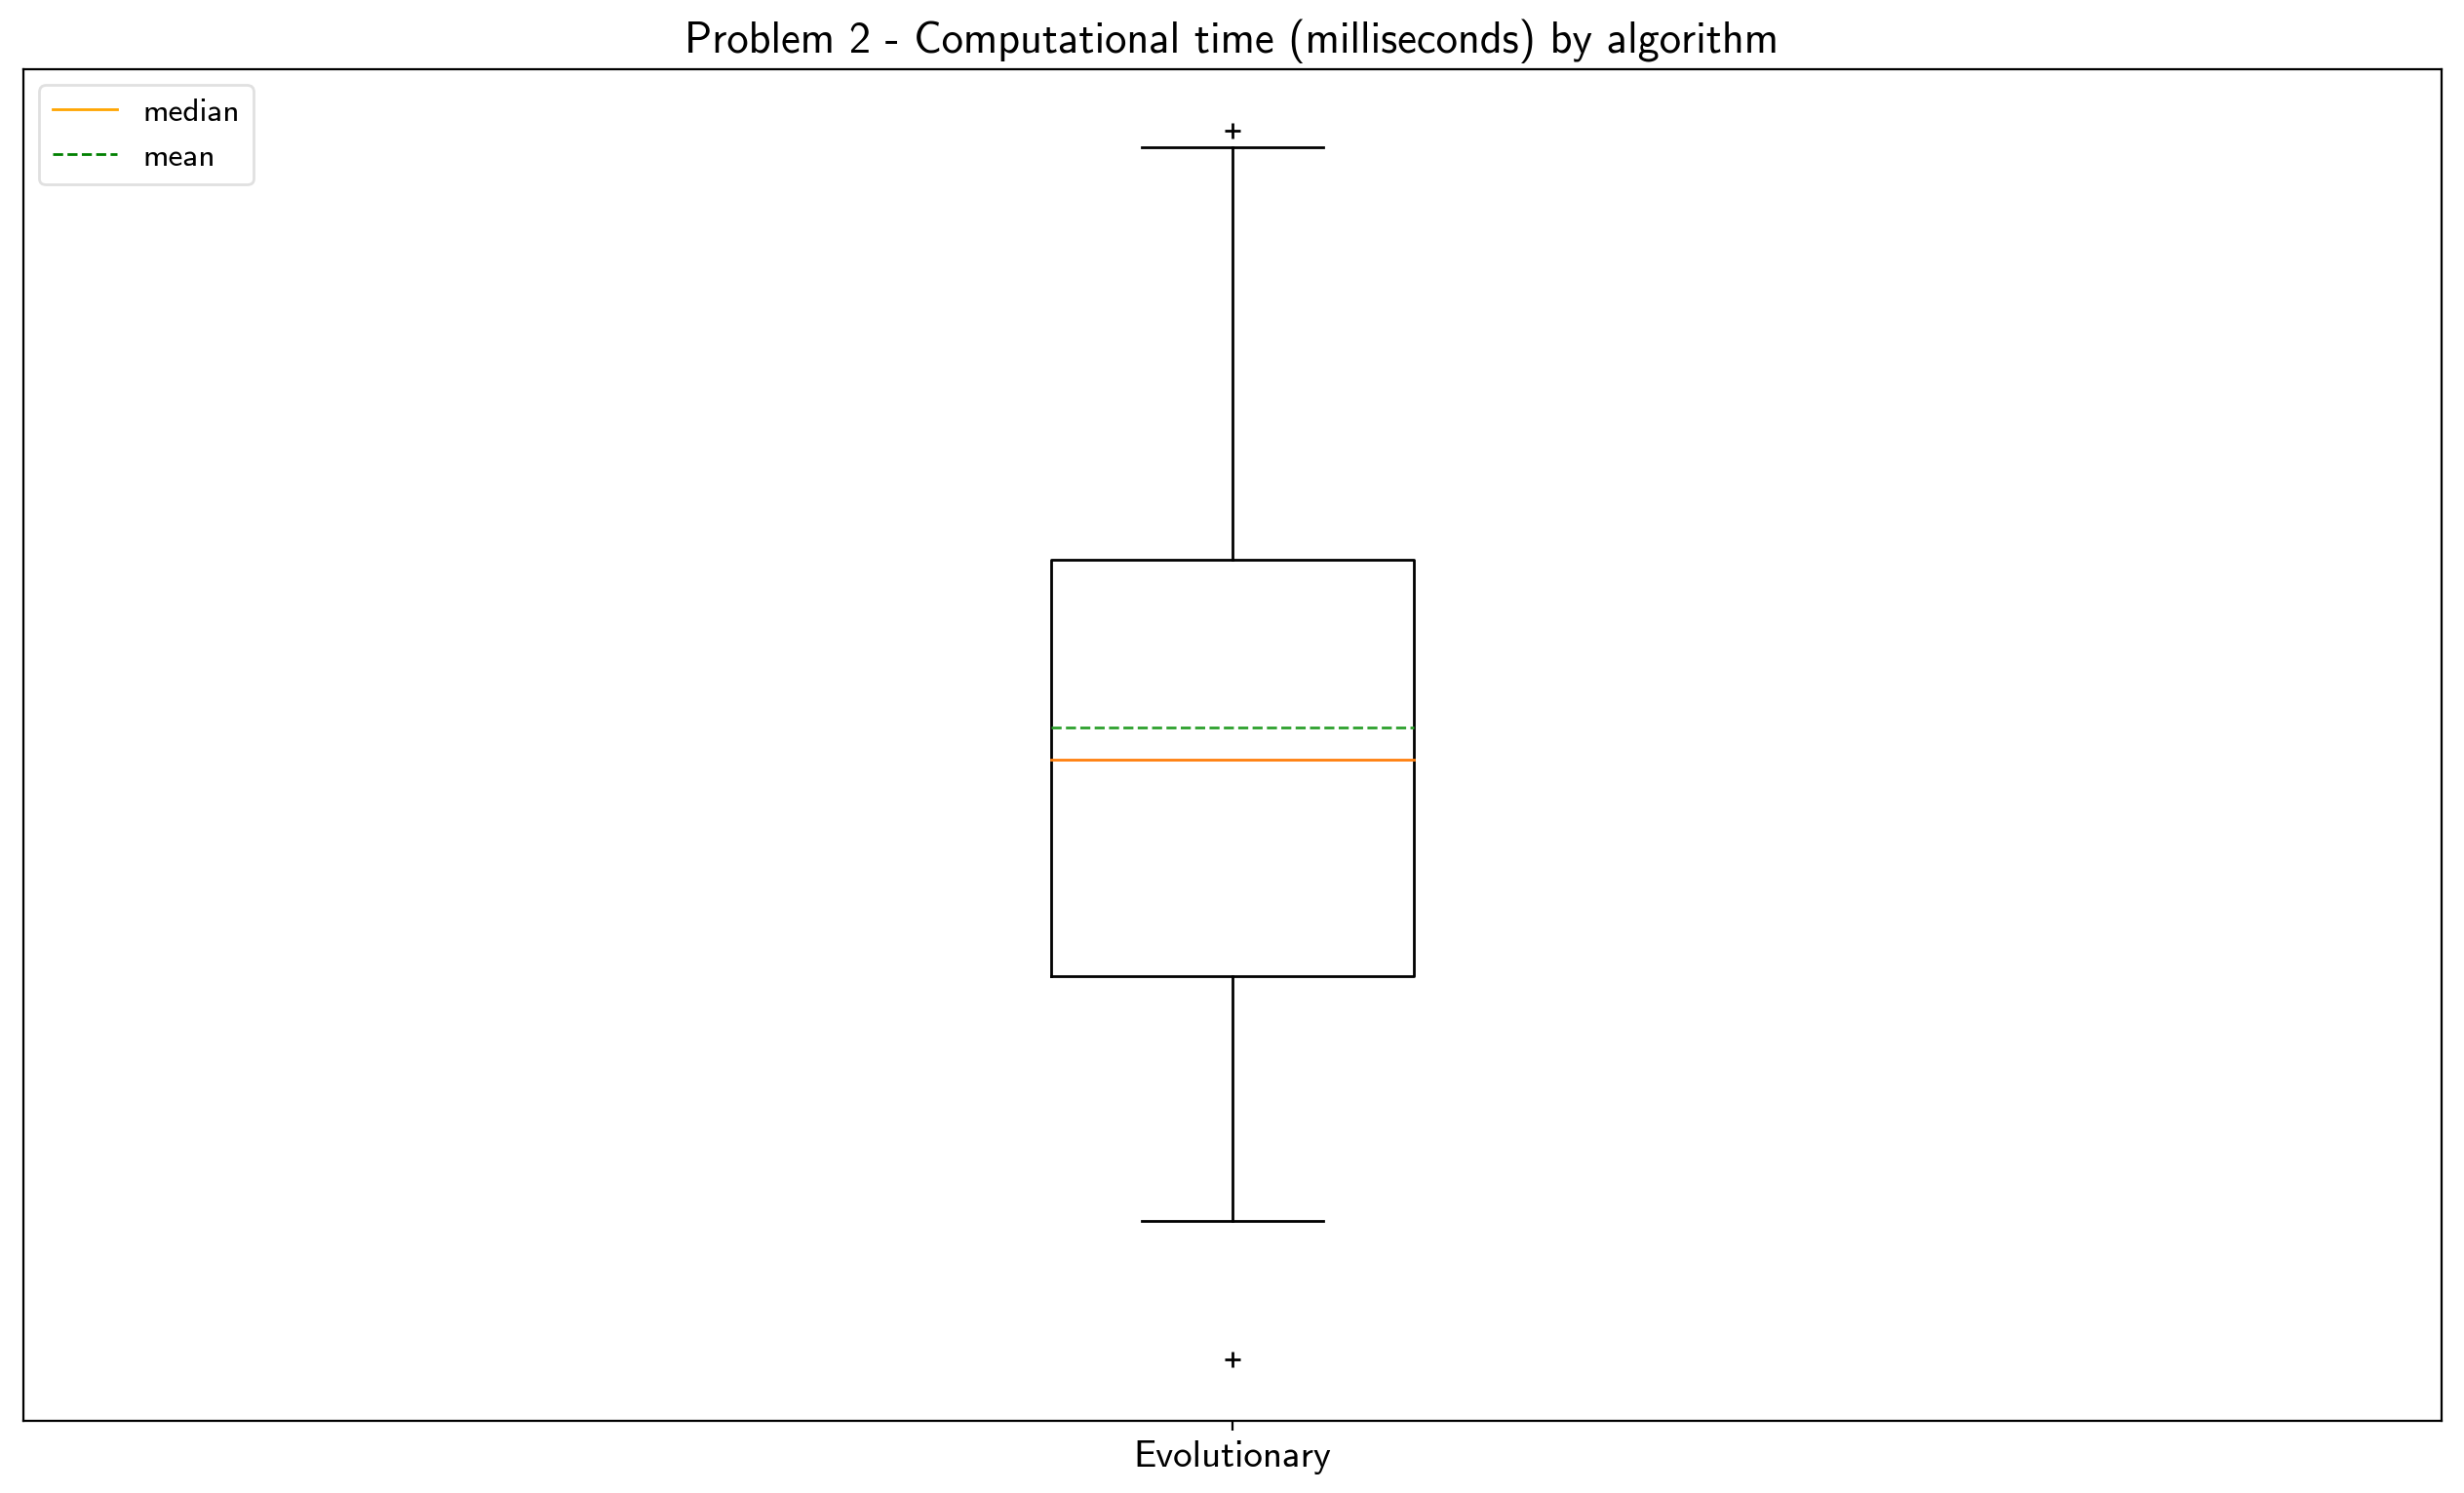 Problem 2 - Computational time (milliseconds) by algorithm
median
mean
Evolutionary